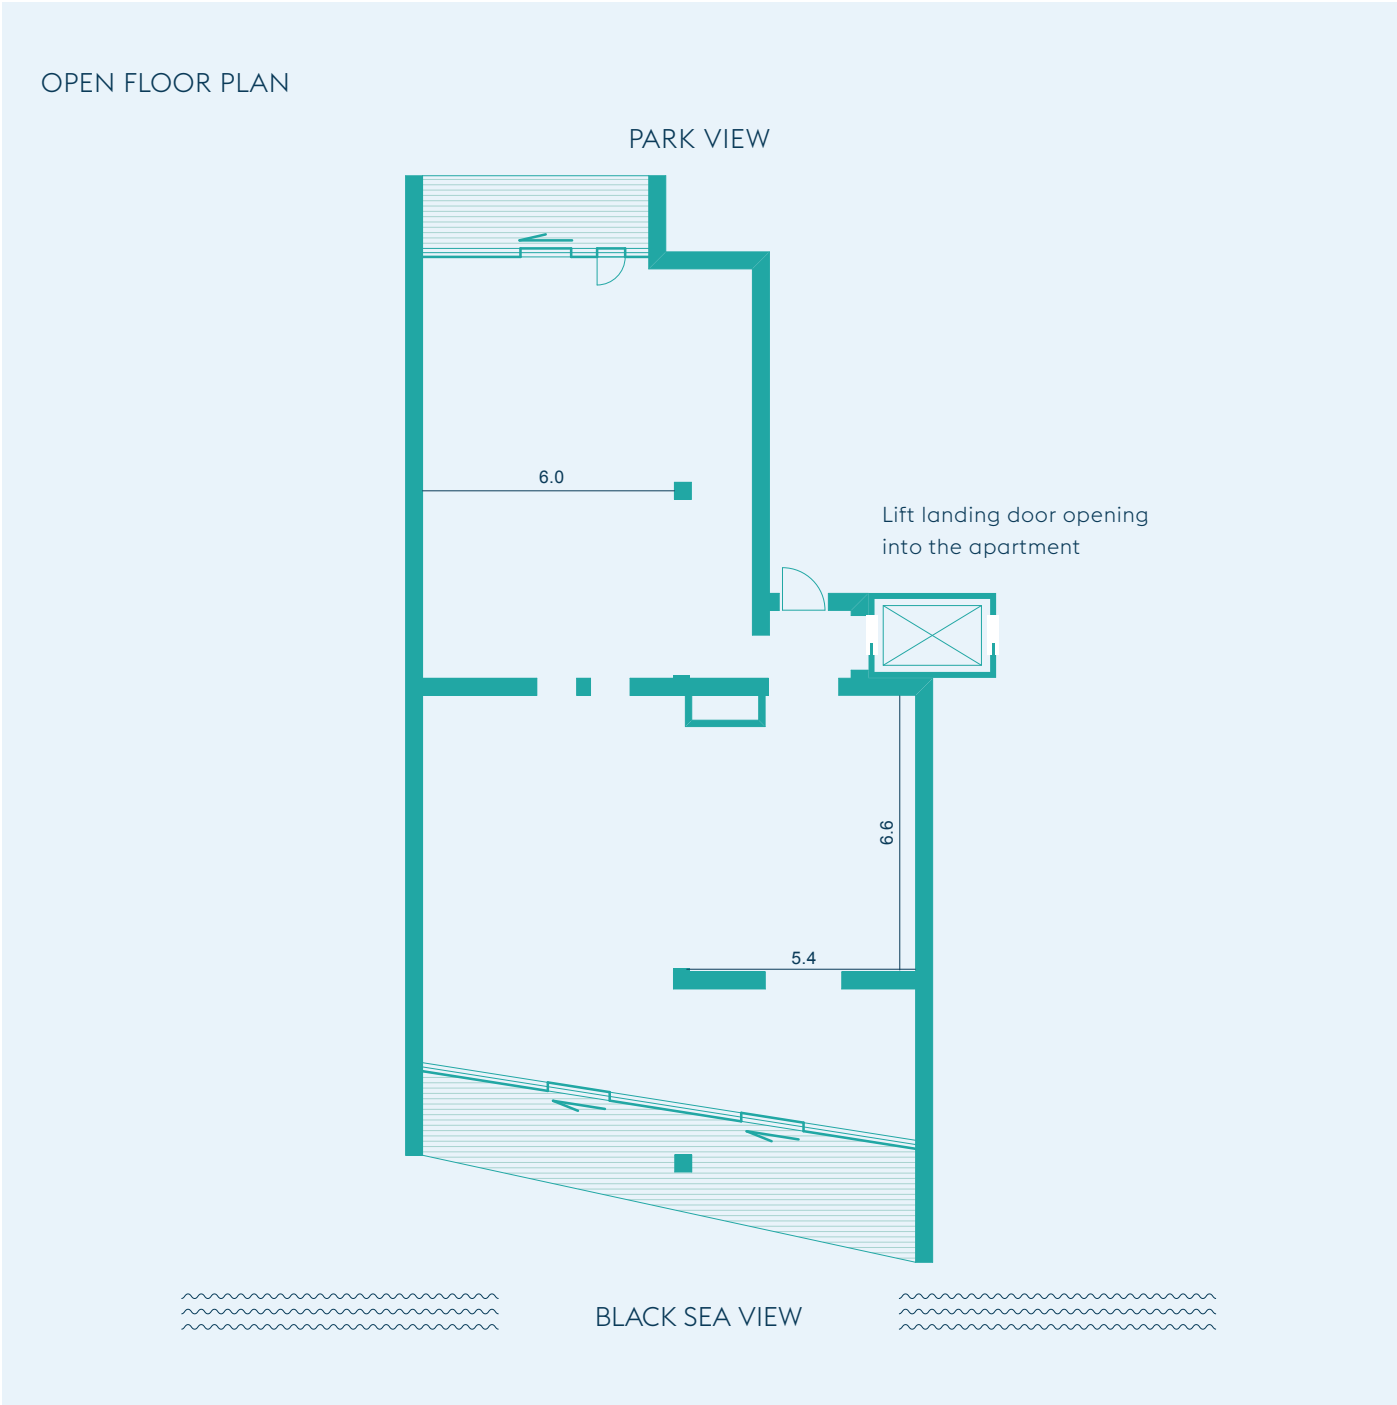 OPEN FLOOR PLAN
PARK VIEW
6.0
Lift landing door opening
into the apartment
6.6
5.4
BLACK SEA VIEW